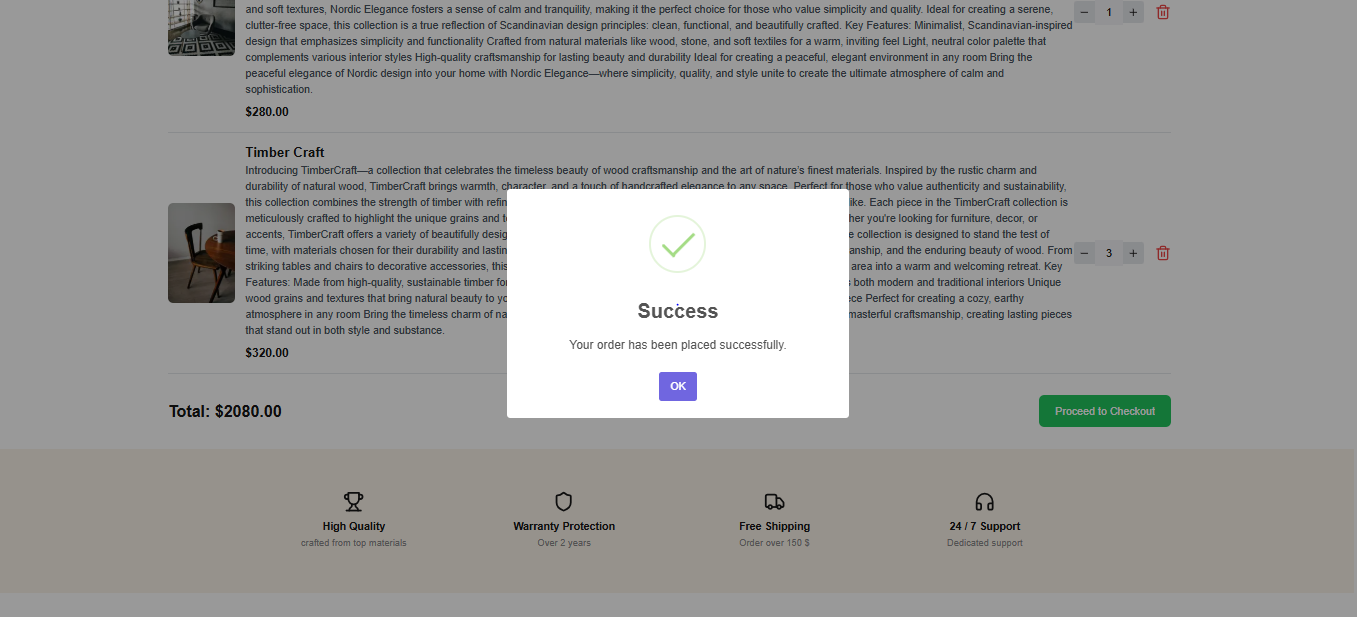 and soft textures, Nordic Elegance fosters a sense of calm and tranquility, making it the perfect choice for those who value simplicity and quality. Ideal for creating a serene,
clutter-free space, this collection is a true reflection of Scandinavian design principles: clean, functional, and beautifully crafted. Key Features: Minimalist, Scandinavian-inspired
design that emphasizes simplicity and functionality Crafted from natural materials like wood, stone, and soft textiles for a warm, inviting feel Light, neutral color palette that
complements various interior styles High-quality craftsmanship for lasting beauty and durability Ideal for creating a peaceful, elegant environment in any room Bring the
peaceful elegance of Nordic design into your home with Nordic Elegance—where simplicity, quality, and style unite to create the ultimate atmosphere of calm and
sophistication.
− 1 +
$280.00
Timber Craft
Introducing TimberCraft—a collection that celebrates the timeless beauty of wood craftsmanship and the art of nature's finest materials. Inspired by the rustic charm and
durability of natural wood, TimberCraft brings warmth, character, and a touch of handcrafted elegance to any space. Perfect for those who value authenticity and sustainability,
this collection combines the strength of timber with ike. Each piece in the TimberCraft collection is
meticulously crafted to highlight the unique grains and her you're looking for furniture, decor, or
accents, TimberCraft offers a variety of beautifully collection is designed to stand the test of
time, with materials chosen for their durability and and the enduring beauty of wood. From
striking tables and chairs to decorative accessories, this area into a warm and welcoming retreat. Key
Features: Made from high-quality, sustainable timber both modern and traditional interiors Unique
wood grains and textures that bring natural beauty to Perfect for creating a cozy, earthy
atmosphere in any room Bring the timeless charm of masterful craftsmanship, creating lasting pieces
that stand out in both style and substance.
− 3 +
$320.00
Success
Your order has been placed successfully.
OK
Total: $2080.00
Proceed to Checkout
High Quality
crafted from top materials
Warranty Protection
Over 2 years
Free Shipping
Order over 150 $
24 / 7 Support
Dedicated support